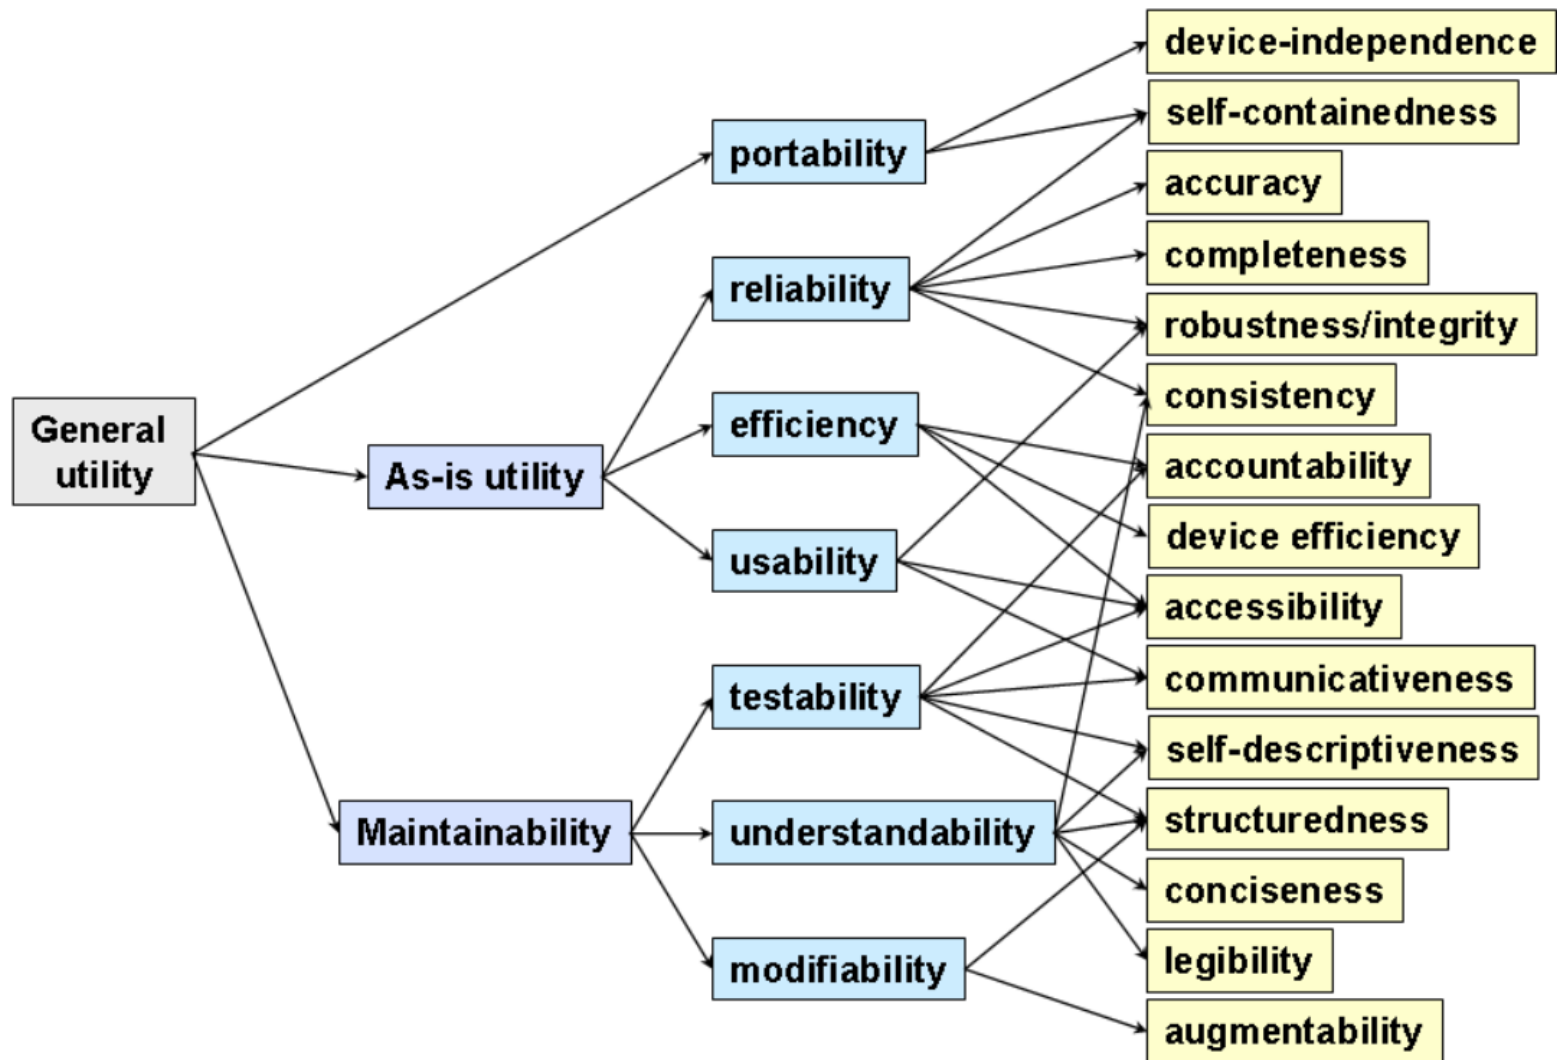 General
utility
As-is utility
Maintainability
portability
reliability
efficiency
usability
testability
understandability
modifiability
device-independence
self-containedness
accuracy
completeness
robustness/integrity
consistency
accountability
device efficiency
accessibility
communicativeness
self-descriptiveness
structuredness
conciseness
legibility
augmentability